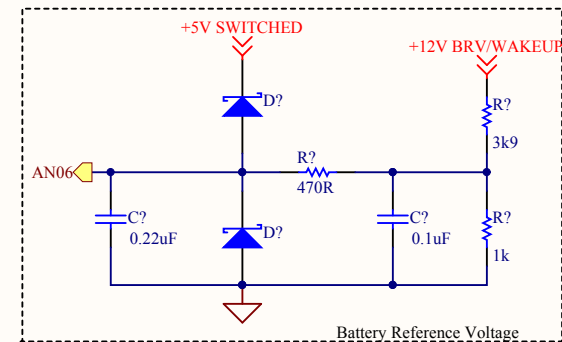 +5V SWITCHED
+12V BRV/WAKEUP
D?
R?
3k9
R?
470R
AN06
C?
0.22uF
D?
C?
0.1uF
R?
1k
Battery Reference Voltage